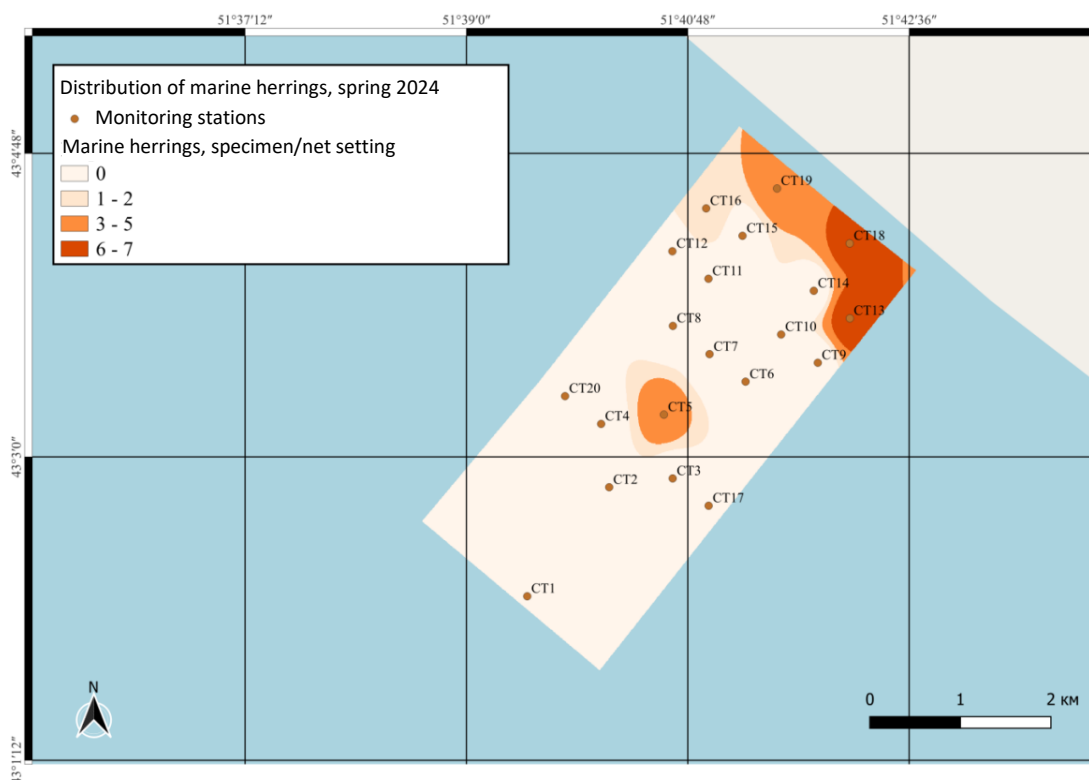 51°37'12" 51°39'0" 51°40'48" 51°42'36"
Distribution of marine herrings, spring 2024
Monitoring stations
Marine herrings, specimen/net setting
0
1 - 2
3 - 5
6 - 7
43°4'48"
43°3'0"
43°1'12"
CT19
CT16
CT15
CT18
CT12
CT11
CT14
CT13
CT8
CT10
CT7
CT9
CT6
CT20
CT5
CT4
CT3
CT2
CT17
CT1
N
0 1 2 км